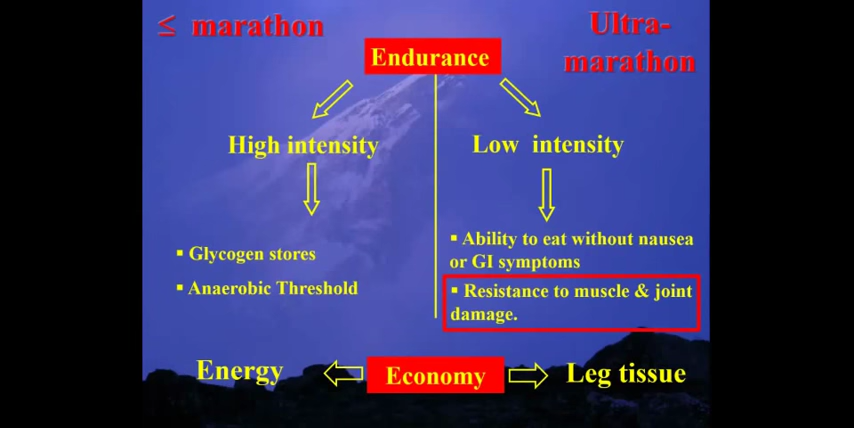 ≤ marathon
Ultra-
marathon
Endurance
High intensity
Low intensity
▪ Glycogen stores
▪ Anaerobic Threshold
▪ Ability to eat without nausea
or GI symptoms
▪ Resistance to muscle & joint
damage.
Energy
Economy
Leg tissue